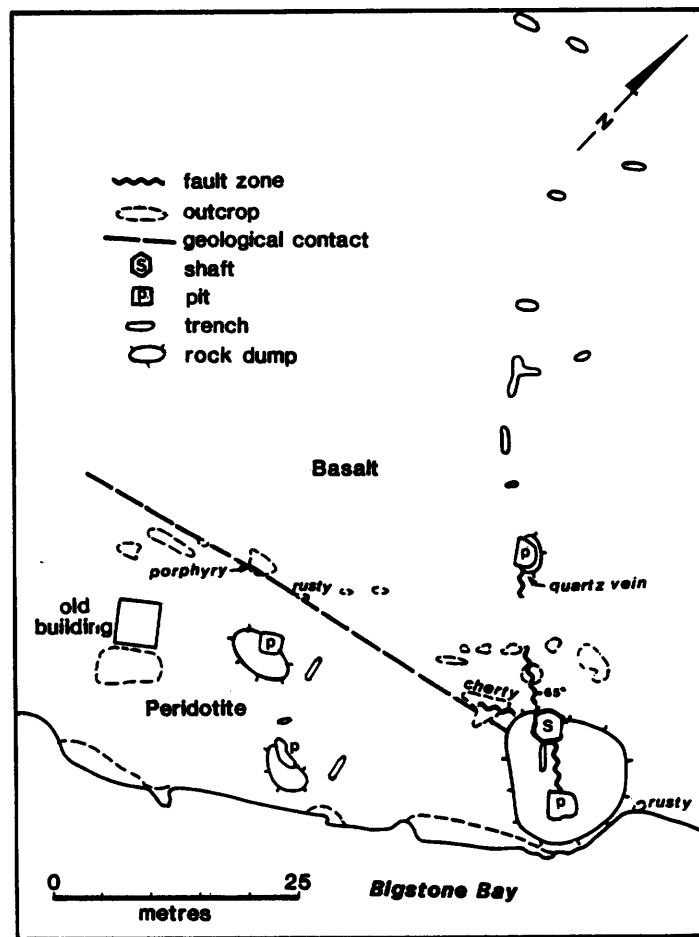 N
fault zone
outcrop
geological contact
S shaft
P pit
trench
rock dump
Basalt
P
quartz vein
porphyry
rusty
old
building
P
cherty
65°
Peridotite
S
P
P
rusty
0 25
metres
Bigstone Bay